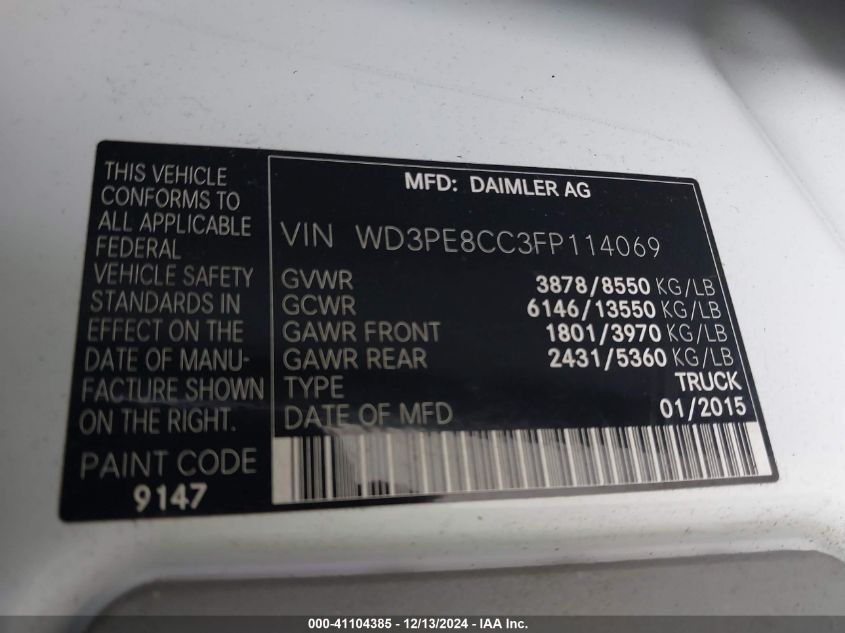 THIS VEHICLE
CONFORMS TO
ALL APPLICABLE
FEDERAL
VEHICLE SAFETY
STANDARDS IN
EFFECT ON THE
DATE OF MANU-
FACTURE SHOWN
ON THE RIGHT.
PAINT CODE
9147
MFD: DAIMLER AG
VIN WD3PE8CC3FP114069
GVWR 3878/8550 KG/LB
GCWR 6146/13550 KG/LB
GAWR FRONT 1801/3970 KG/LB
GAWR REAR 2431/5360 KG/LB
TYPE TRUCK
DATE OF MFD 01/2015
000-41104385 - 12/13/2024 - IAA Inc.